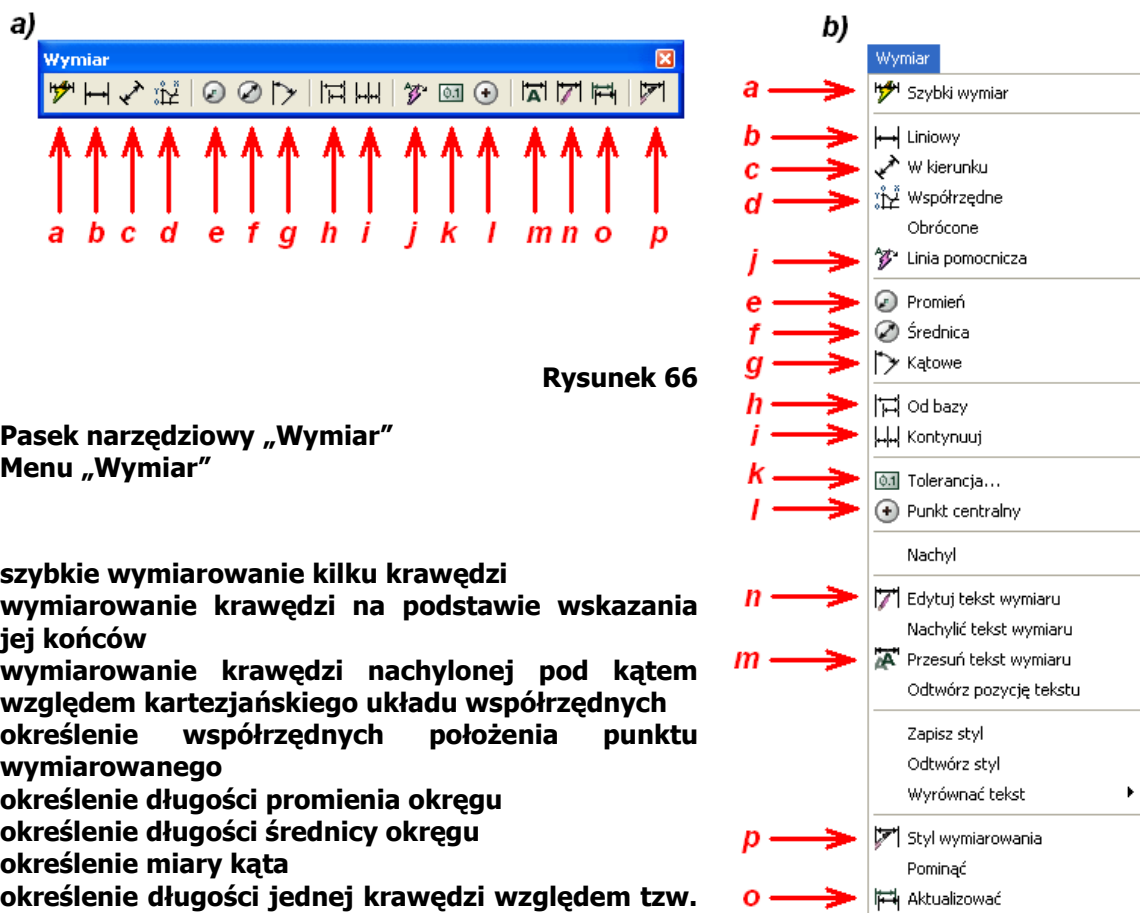 a)
Wymiar
a b c d e f g h i j k l m n o p
Rysunek 66
Pasek narzędziowy „Wymiar”
Menu „Wymiar”
szybkie wymiarowanie kilku krawędzi
wymiarowanie krawędzi na podstawie wskazania
jej końców
wymiarowanie krawędzi nachylonej pod kątem
względem kartezjańskiego układu współrzędnych
określenie współrzędnych położenia punktu
wymiarowanego
określenie długości promienia okręgu
określenie długości średnicy okręgu
określenie miary kąta
określenie długości jednej krawędzi względem tzw.
b)
Wymiar
a Szybki wymiar
b Liniowy
c W kierunku
d Współrzędne
Obrócone
j Linia pomocnicza
e Promień
f Średnica
g Kątowe
h Od bazy
i Kontynuuj
k Tolerancja...
l Punkt centralny
Nachyl
n Edytuj tekst wymiaru
Nachylić tekst wymiaru
m Przesuń tekst wymiaru
Odtwórz pozycję tekstu
Zapisz styl
Odtwórz styl
Wyrównać tekst
p Styl wymiarowania
Pominąć
o Aktualizować